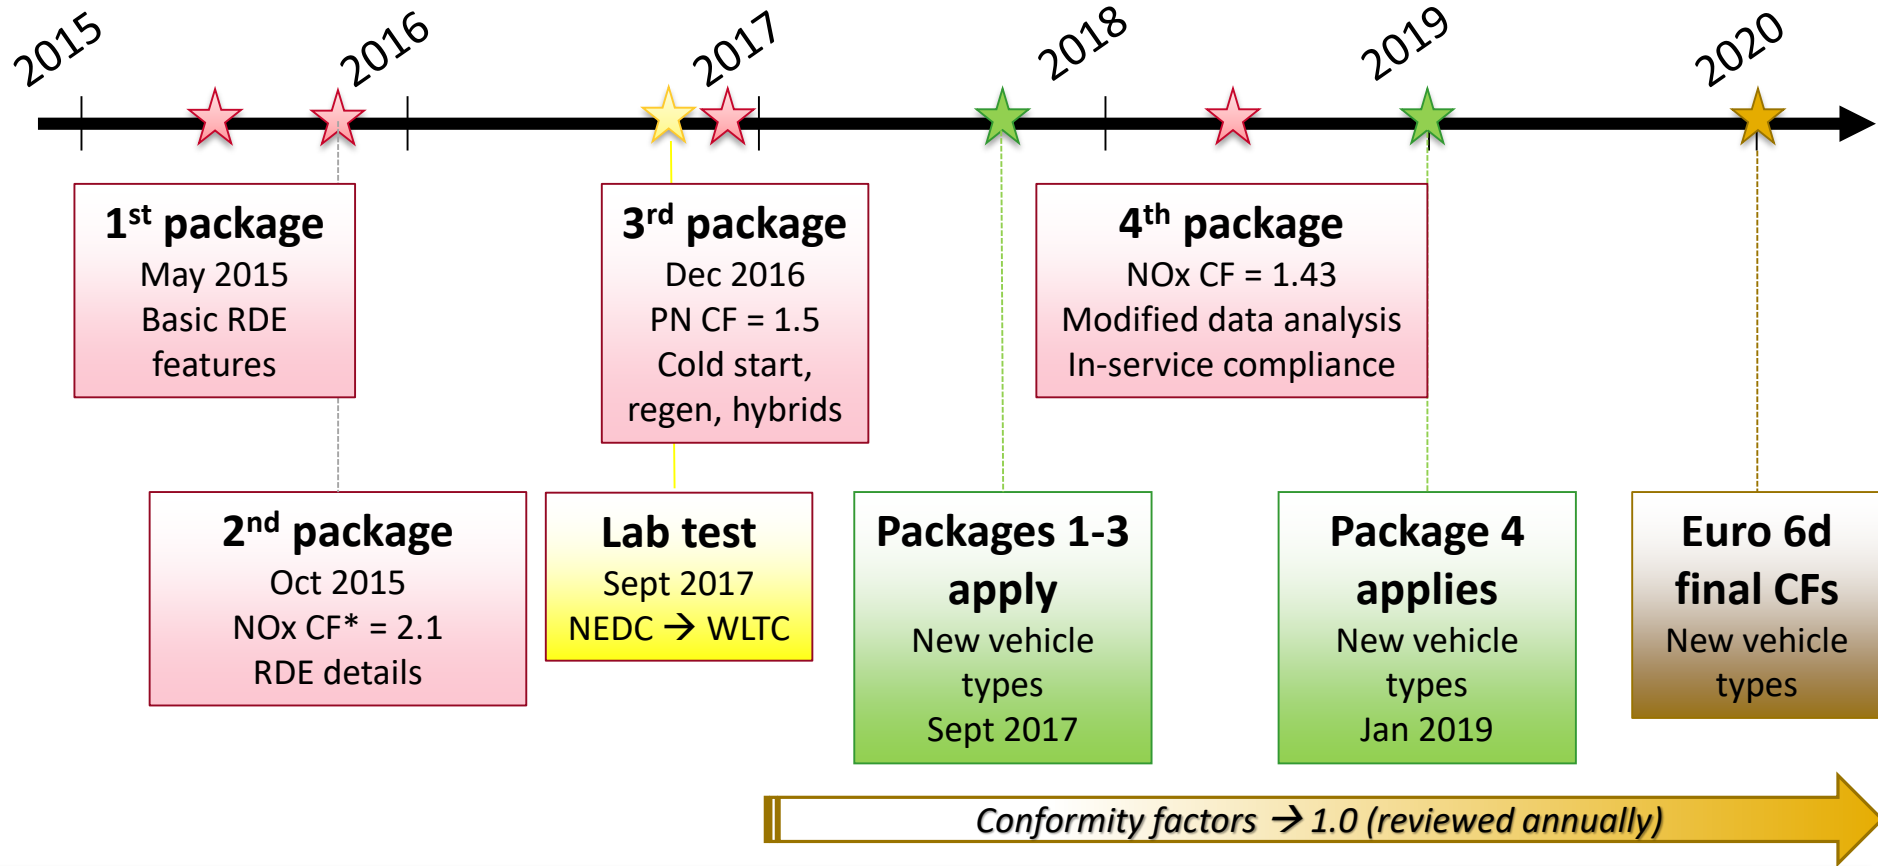 2015
2016
2017
2018
2019
2020
1st package
May 2015
Basic RDE
features
3rd package
Dec 2016
PN CF = 1.5
Cold start,
regen, hybrids
4th package
NOx CF = 1.43
Modified data analysis
In-service compliance
2nd package
Oct 2015
NOx CF* = 2.1
RDE details
Lab test
Sept 2017
NEDC → WLTC
Packages 1-3
apply
New vehicle
types
Sept 2017
Package 4
applies
New vehicle
types
Jan 2019
Euro 6d
final CFs
New vehicle
types
Conformity factors → 1.0 (reviewed annually)